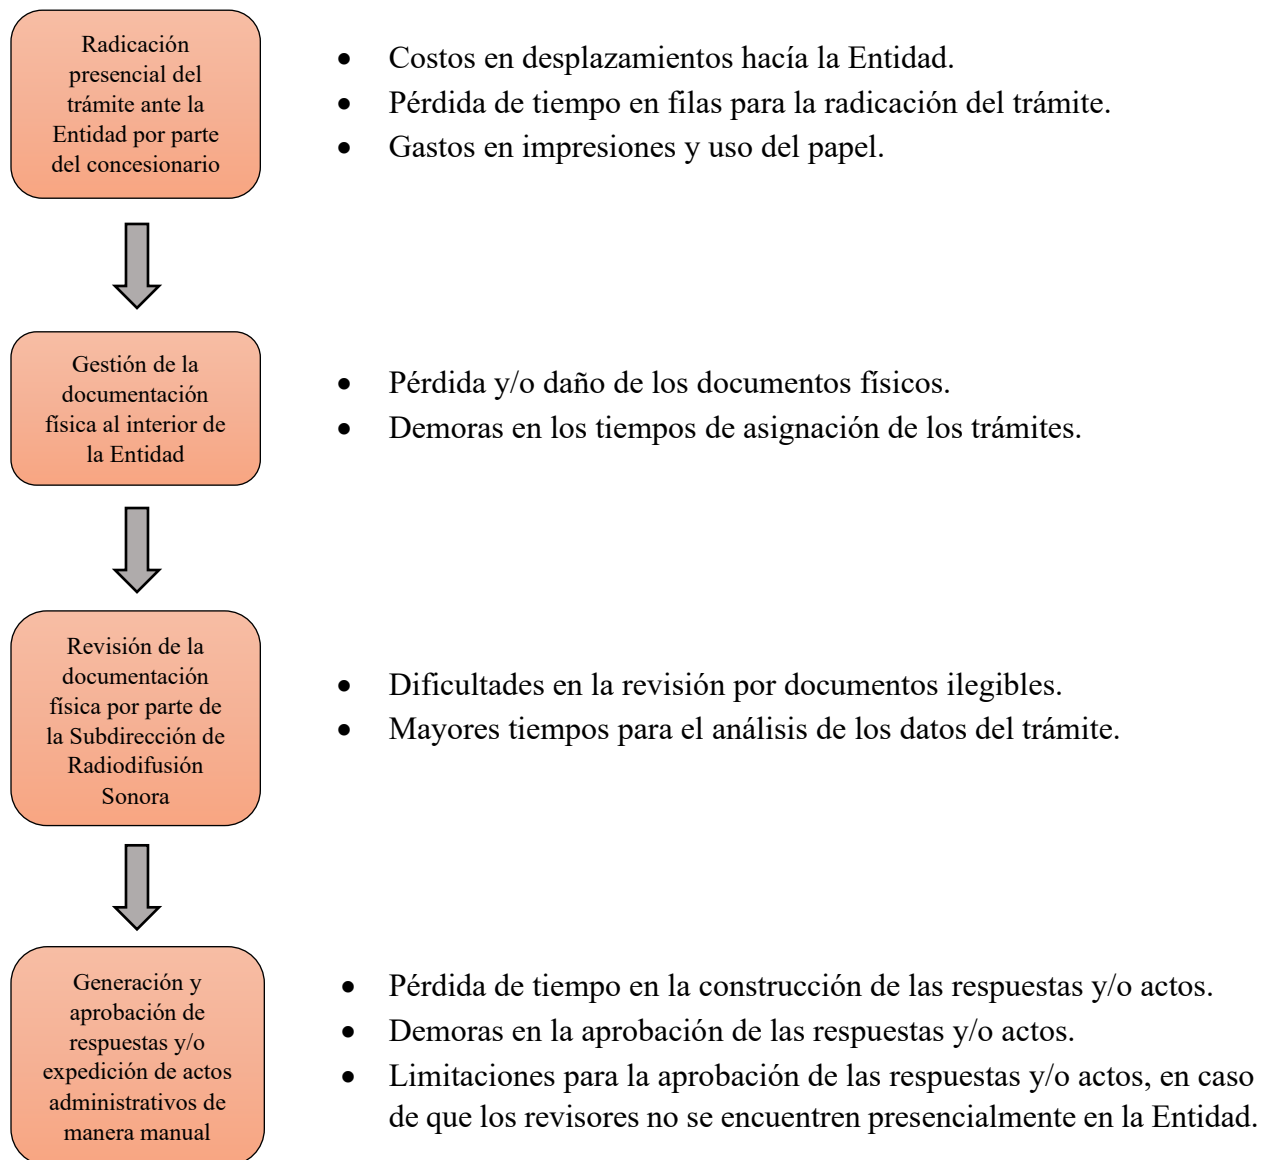 Radicación
presencial del
trámite ante la
Entidad por parte
del concesionario
• Costos en desplazamientos hacía la Entidad.
• Pérdida de tiempo en filas para la radicación del trámite.
• Gastos en impresiones y uso del papel.
Gestión de la
documentación
física al interior de
la Entidad
• Pérdida y/o daño de los documentos físicos.
• Demoras en los tiempos de asignación de los trámites.
Revisión de la
documentación
física por parte de
la Subdirección de
Radiodifusión
Sonora
• Dificultades en la revisión por documentos ilegibles.
• Mayores tiempos para el análisis de los datos del trámite.
Generación y
aprobación de
respuestas y/o
expedición de actos
administrativos de
manera manual
• Pérdida de tiempo en la construcción de las respuestas y/o actos.
• Demoras en la aprobación de las respuestas y/o actos.
• Limitaciones para la aprobación de las respuestas y/o actos, en caso
de que los revisores no se encuentren presencialmente en la Entidad.